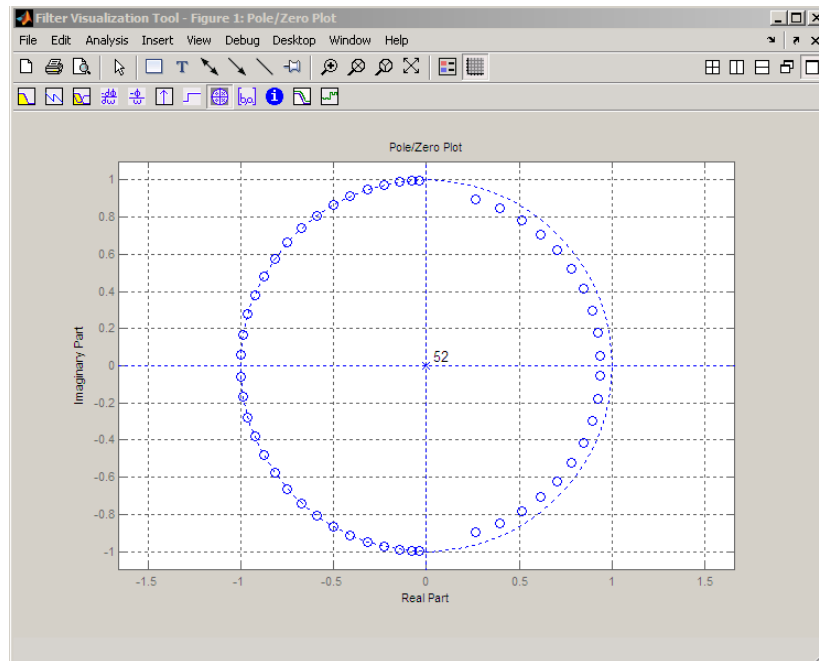 Filter Visualization Tool - Figure 1: Pole/Zero Plot
File Edit Analysis Insert View Debug Desktop Window Help
Pole/Zero Plot
1
0.8
0.6
0.4
0.2
0
-0.2
-0.4
-0.6
-0.8
-1
Imaginary Part
52
-1.5 -1 -0.5 0 0.5 1 1.5
Real Part